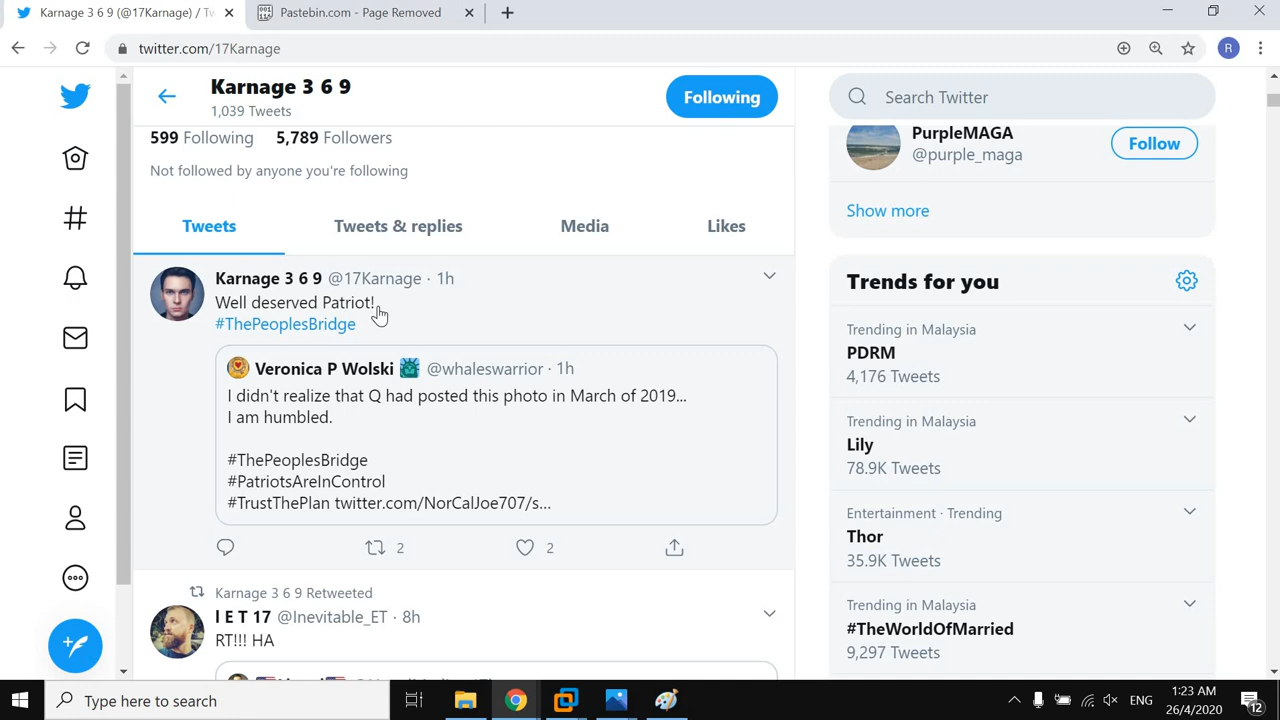 Karnage 3 6 9 (@17Karnage) / Tw
Pastebin.com - Page Removed
twitter.com/17Karnage
R
Karnage 3 6 9
1,039 Tweets
Following
Search Twitter
599 Following 5,789 Followers
Not followed by anyone you're following
PurpleMAGA
@purple_maga
Follow
Show more
Tweets Tweets & replies Media Likes
Karnage 3 6 9 @17Karnage · 1h
Well deserved Patriot!
#ThePeoplesBridge
Veronica P Wolski @whaleswarrior · 1h
I didn't realize that Q had posted this photo in March of 2019...
I am humbled.
#ThePeoplesBridge
#PatriotsAreInControl
#TrustThePlan twitter.com/NorCalJoe707/s...
2 2
Karnage 3 6 9 Retweeted
I E T 17 @Inevitable_ET · 8h
RT!!! HA
Trends for you
Trending in Malaysia
PDRM
4,176 Tweets
Trending in Malaysia
Lily
78.9K Tweets
Entertainment · Trending
Thor
35.9K Tweets
Trending in Malaysia
#TheWorldOfMarried
9,297 Tweets
Type here to search
ENG
1:23 AM
26/4/2020
12